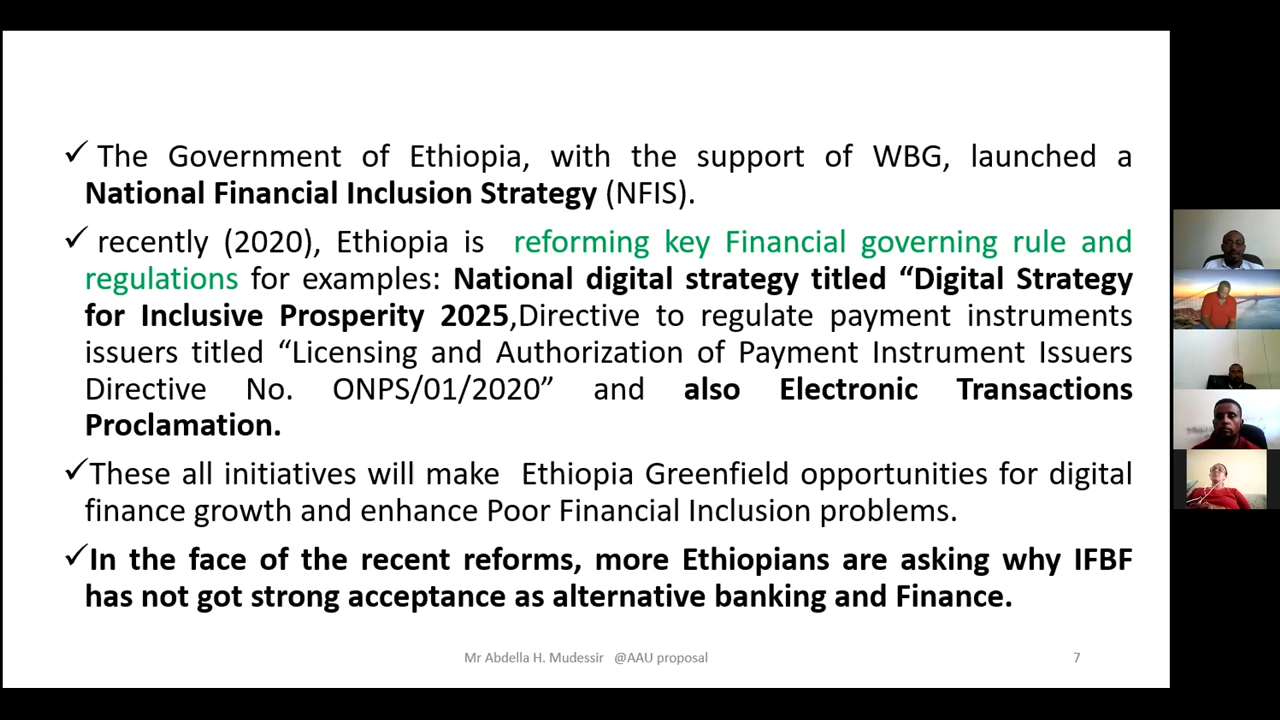 ✓ The Government of Ethiopia, with the support of WBG, launched a
National Financial Inclusion Strategy (NFIS).
✓ recently (2020), Ethiopia is reforming key Financial governing rule and
regulations for examples: National digital strategy titled “Digital Strategy
for Inclusive Prosperity 2025,Directive to regulate payment instruments
issuers titled “Licensing and Authorization of Payment Instrument Issuers
Directive No. ONPS/01/2020” and also Electronic Transactions
Proclamation.
✓These all initiatives will make Ethiopia Greenfield opportunities for digital
finance growth and enhance Poor Financial Inclusion problems.
✓In the face of the recent reforms, more Ethiopians are asking why IFBF
has not got strong acceptance as alternative banking and Finance.
Mr Abdella H. Mudessir @AAU proposal 7